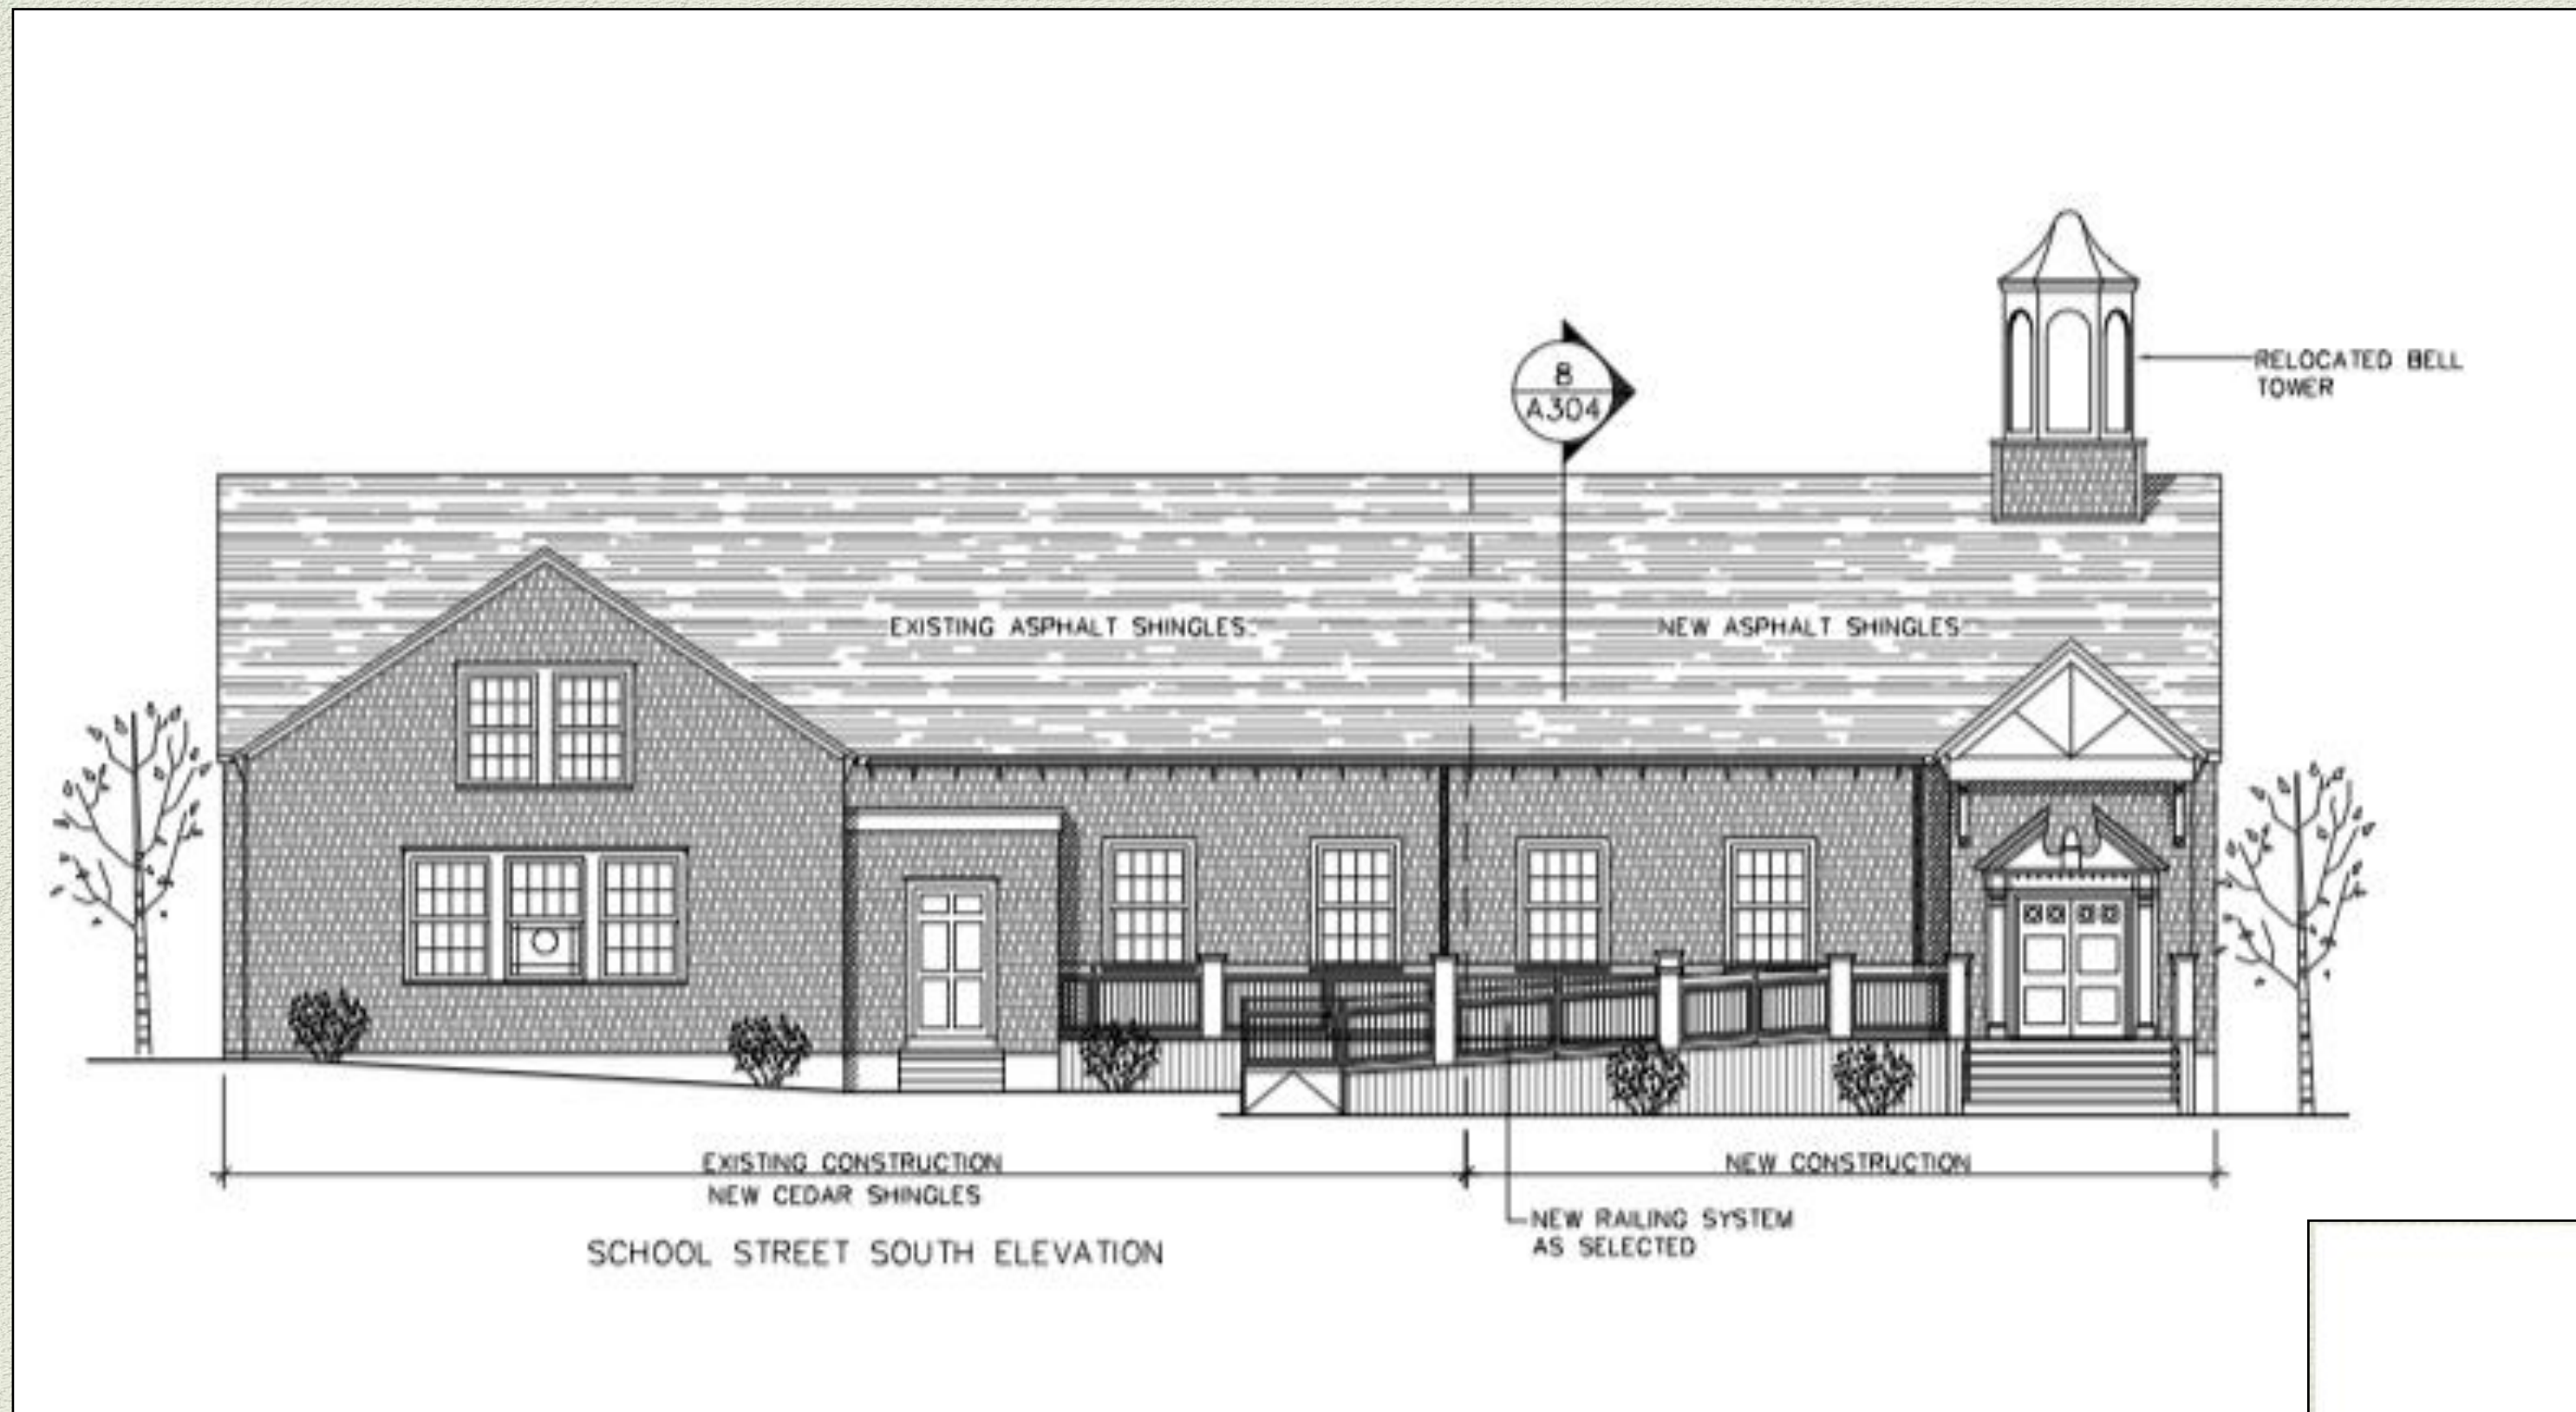 RELOCATED BELL
TOWER
8
A304
EXISTING ASPHALT SHINGLES
NEW ASPHALT SHINGLES
EXISTING CONSTRUCTION
NEW CEDAR SHINGLES
NEW CONSTRUCTION
NEW RAILING SYSTEM
AS SELECTED
SCHOOL STREET SOUTH ELEVATION